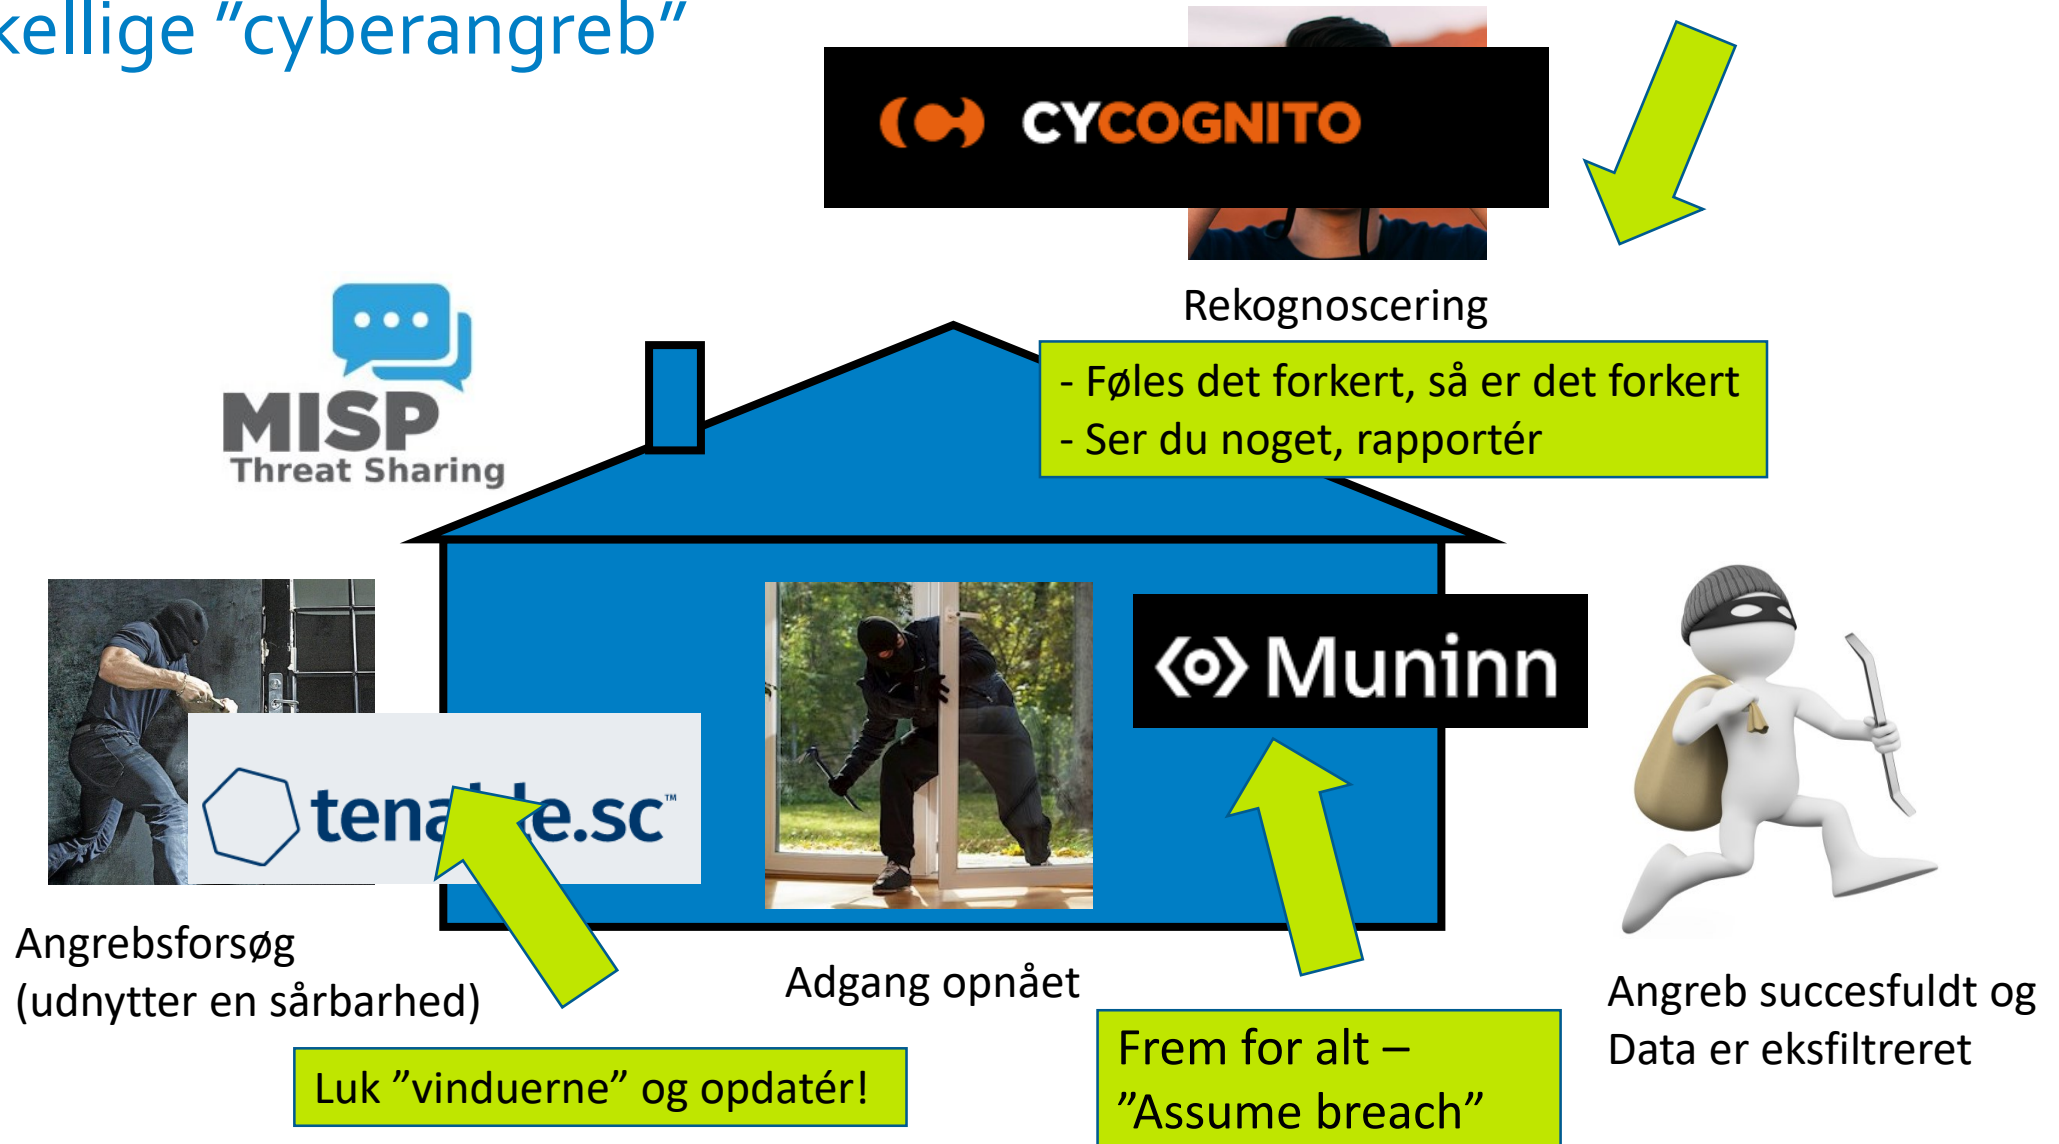 ”cyberangreb”
CYCOGNITO
Rekognoscering
- Føles det forkert, så er det forkert
- Ser du noget, rapportér
MISP
Threat Sharing
Muninn
Angrebsforsøg
(udnytter en sårbarhed)
Adgang opnået
Angreb succesfuldt og
Data er eksfiltreret
Luk ”vinduerne” og opdatér!
Frem for alt –
”Assume breach”